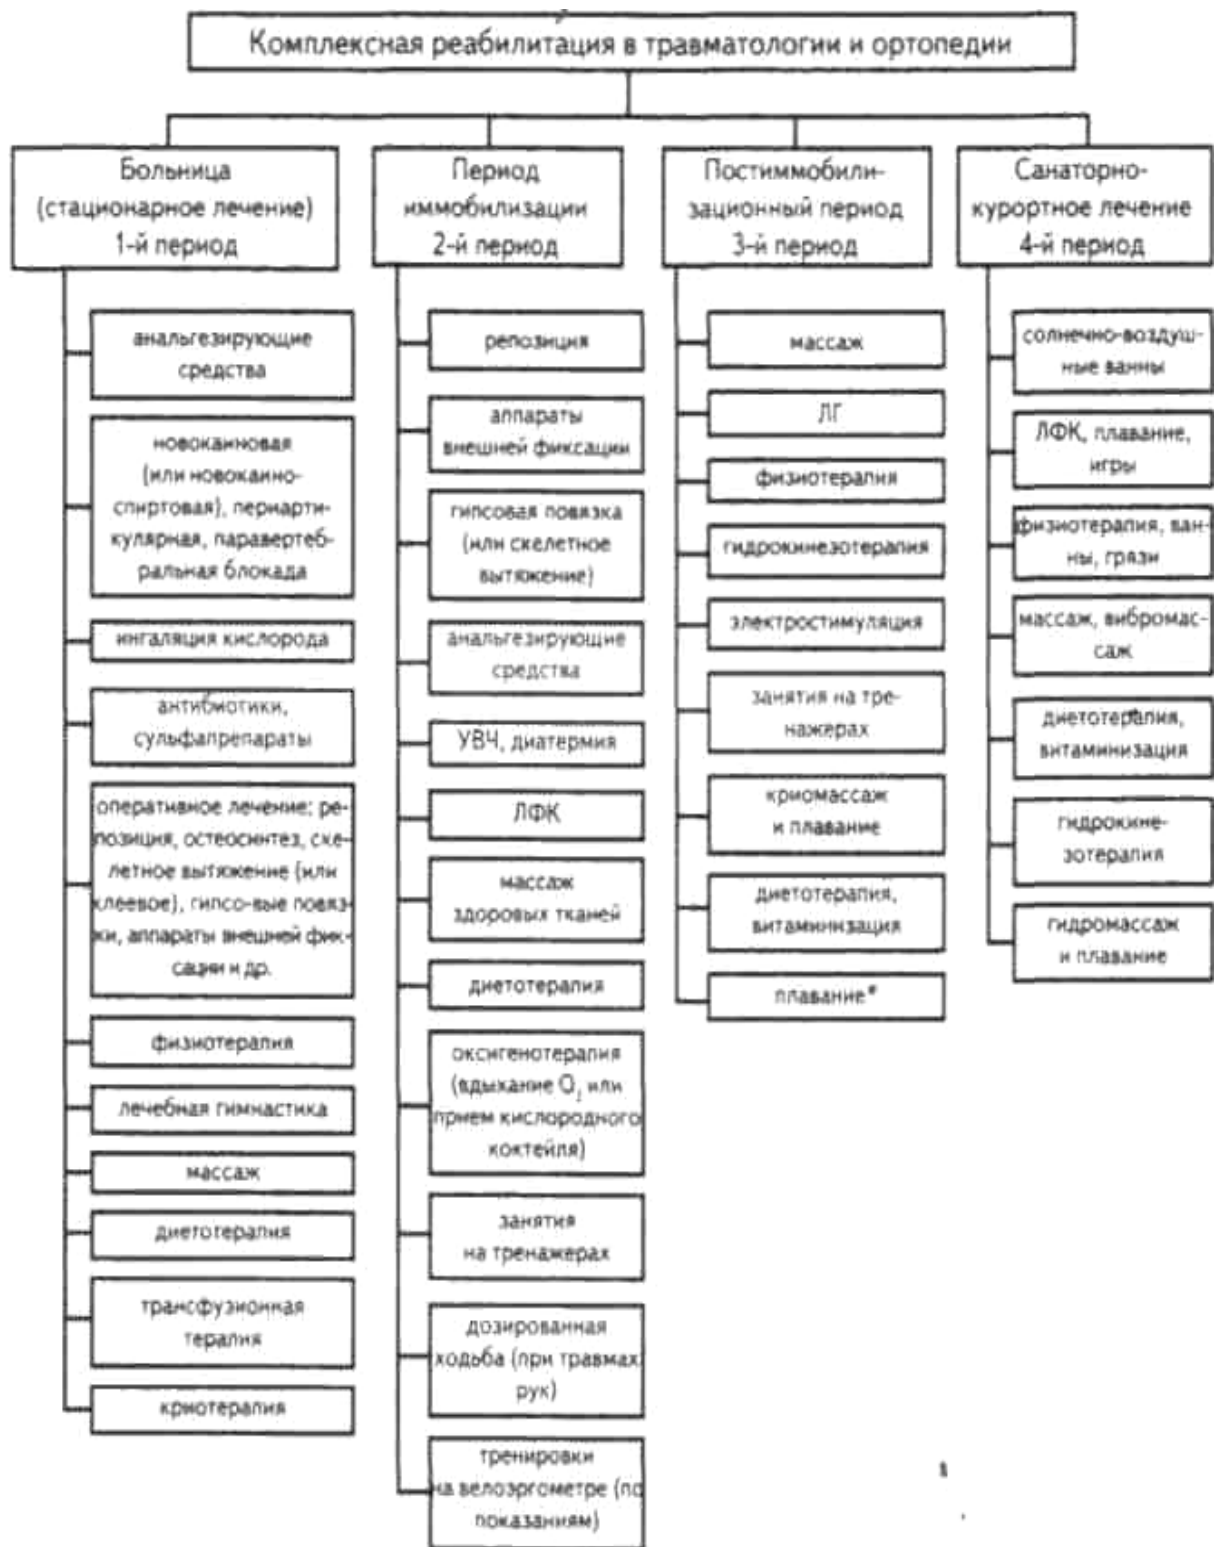 Комплексная реабилитация в травматологии и ортопедии
Больница
(стационарное лечение)
1-й период
анальгезирующие
средства
новокаиновая
(или новокаино-
спиртовая), периарти-
кулярная, паравертеб-
ральная блокада
ингаляция кислорода
антибиотики,
сульфапрепараты
оперативное лечение: ре-
позиция, остеосинтез, ске-
летное вытяжение (или
клеевое), гипсо-вые повяз-
ки, аппараты внешней фик-
сации и др.
физиотерапия
лечебная гимнастика
массаж
диетотерапия
трансфузионная
терапия
криотерапия
Период
иммобилизации
2-й период
репозиция
аппараты
внешней фиксации
гипсовая повязка
(или скелетное
вытяжение)
анальгезирующие
средства
УВЧ, диатермия
ЛФК
массаж
здоровых тканей
диетотерапия
оксигенотерапия
(вдыхание O₂ или
прием кислородного
коктейля)
занятия
на тренажерах
дозированная
ходьба (при травмах
рук)
тренировки
на велоэргометре (по
показаниям)
Постиммобили-
зационный период
3-й период
массаж
ЛГ
физиотерапия
гидрокинезотерапия
электростимуляция
занятия на тре-
нажерах
криомассаж
и плавание
диетотерапия,
витаминизация
плавание*
Санаторно-
курортное лечение
4-й период
солнечно-воздуш-
ные ванны
ЛФК, плавание,
игры
физиотерапия, ван-
ны, грязи
массаж, вибромас-
саж
диетотерапия,
витаминизация
гидрокине-
зотерапия
гидромассаж
и плавание